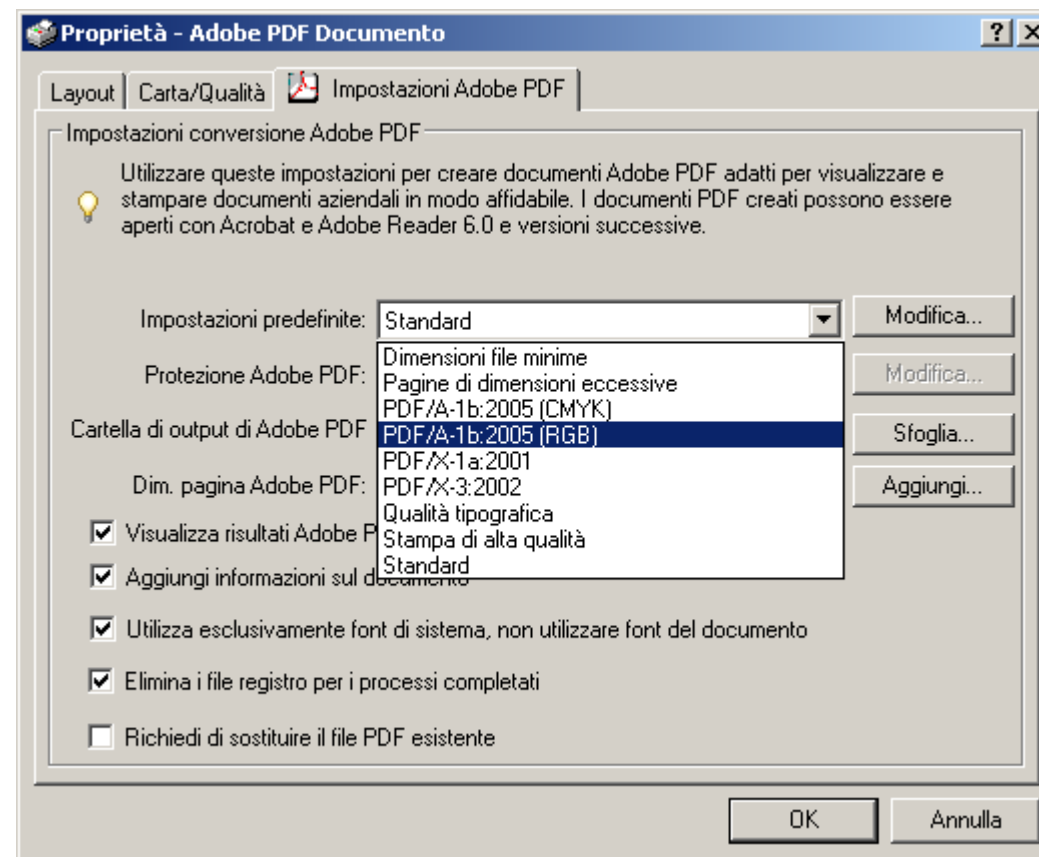 Proprietà - Adobe PDF Documento
Layout
Carta/Qualità
Impostazioni Adobe PDF
Impostazioni conversione Adobe PDF
Utilizzare queste impostazioni per creare documenti Adobe PDF adatti per visualizzare e
stampare documenti aziendali in modo affidabile. I documenti PDF creati possono essere
aperti con Acrobat e Adobe Reader 6.0 e versioni successive.
Impostazioni predefinite: Standard Modifica...
Dimensioni file minime
Pagine di dimensioni eccessive
Protezione Adobe PDF: Modifica...
PDF/A-1b:2005 (CMYK)
Cartella di output di Adobe PDF PDF/A-1b:2005 (RGB) Sfoglia...
PDF/X-1a:2001
Dim. pagina Adobe PDF: PDF/X-3:2002 Aggiungi...
Qualità tipografica
Visualizza risultati Adobe P
Stampa di alta qualità
Standard
Aggiungi informazioni sul documento
Utilizza esclusivamente font di sistema, non utilizzare font del documento
Elimina i file registro per i processi completati
Richiedi di sostituire il file PDF esistente
OK Annulla